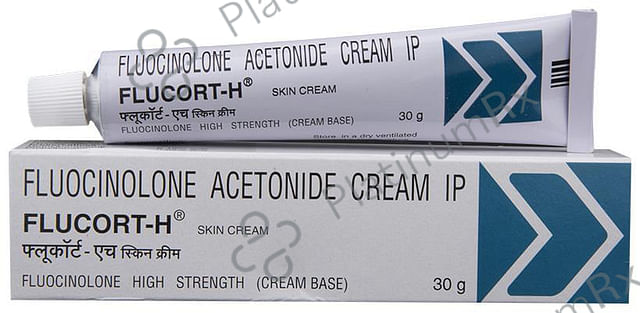 FLUOCINOLONE ACETONIDE CREAM IP
FLUCORT-H® SKIN CREAM
फ्लूकॉर्ट-एच स्किन क्रीम 30 g
FLUOCINOLONE HIGH STRENGTH (CREAM BASE)
Store in a dry ventilated
FLUOCINOLONE ACETONIDE CREAM IP
FLUCORT-H® SKIN CREAM
फ्लूकॉर्ट-एच स्किन क्रीम
FLUOCINOLONE HIGH STRENGTH (CREAM BASE) 30 g
PlatinumRx